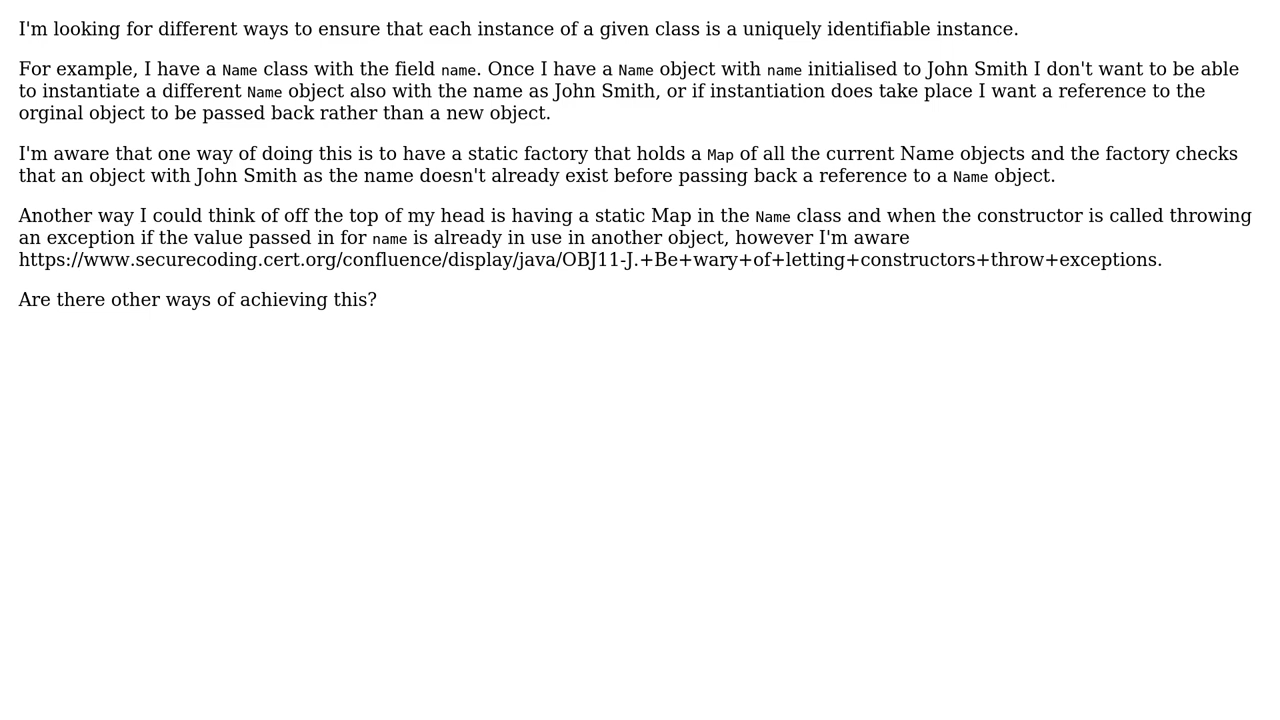 I'm looking for different ways to ensure that each instance of a given class is a uniquely identifiable instance.
For example, I have a Name class with the field name. Once I have a Name object with name initialised to John Smith I don't want to be able
to instantiate a different Name object also with the name as John Smith, or if instantiation does take place I want a reference to the
orginal object to be passed back rather than a new object.
I'm aware that one way of doing this is to have a static factory that holds a Map of all the current Name objects and the factory checks
that an object with John Smith as the name doesn't already exist before passing back a reference to a Name object.
Another way I could think of off the top of my head is having a static Map in the Name class and when the constructor is called throwing
an exception if the value passed in for name is already in use in another object, however I'm aware
https://www.securecoding.cert.org/confluence/display/java/OBJ11-J.+Be+wary+of+letting+constructors+throw+exceptions.
Are there other ways of achieving this?